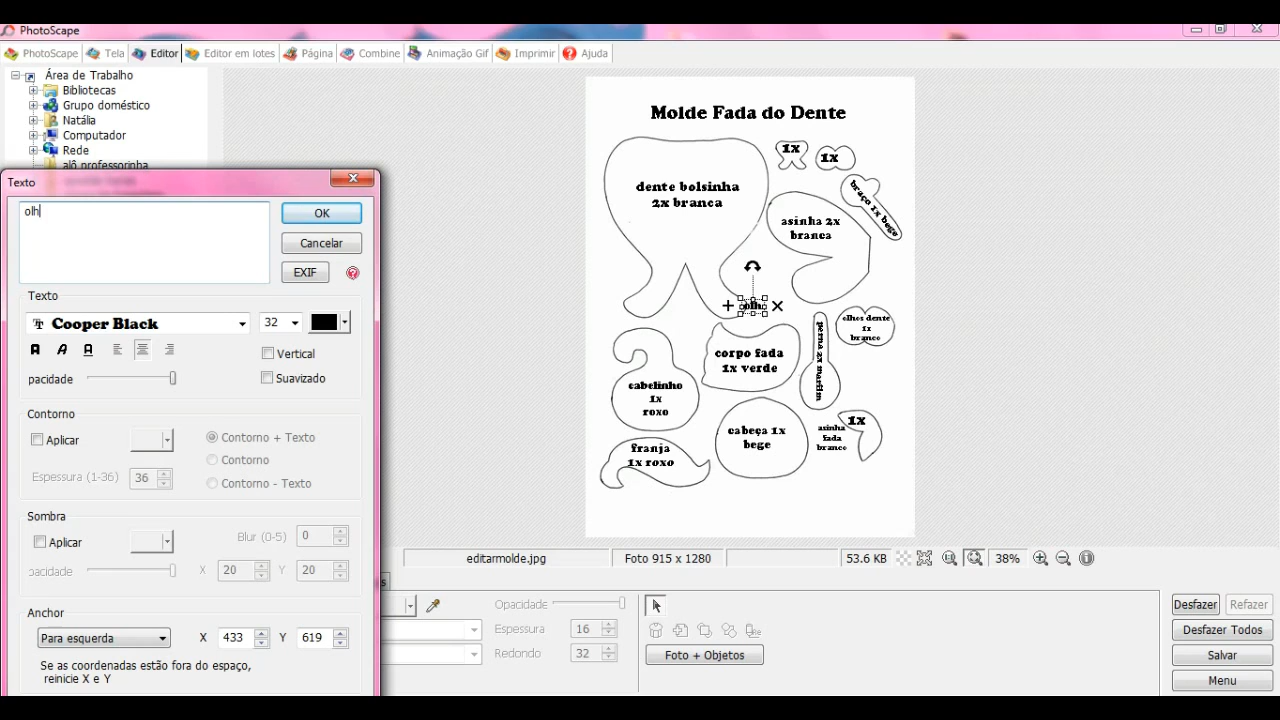 PhotoScape
PhotoScape
Tela
Editor
Editor em lotes
Página
Combine
Animação Gif
Imprimir
Ajuda
Área de Trabalho
Bibliotecas
Grupo doméstico
Natália
Computador
Rede
alô professorinha
Texto
olh
OK
Cancelar
EXIF
Texto
Cooper Black
32
Vertical
pacidade
Suavizado
Contorno
Aplicar
Contorno + Texto
Contorno
Espessura (1-36)
36
Contorno - Texto
Sombra
Aplicar
Blur (0-5)
0
pacidade
X
20
Y
20
Anchor
Para esquerda
X
433
Y
619
Se as coordenadas estão fora do espaço,
reinicie X e Y
Molde Fada do Dente
1x
1x
dente bolsinha
2x branca
braço 1x bege
asinha 2x
branca
olh
corpo fada
1x verde
perna 2x marfim
olhos dente
1x
branco
cabelinho
1x
roxo
cabeça 1x
bege
asinha
fada
branco
1x
franja
1x roxo
editarmolde.jpg
Foto 915 x 1280
53.6 KB
38%
s
Opacidade
Espessura
16
Redondo
32
Foto + Objetos
Desfazer
Refazer
Desfazer Todos
Salvar
Menu